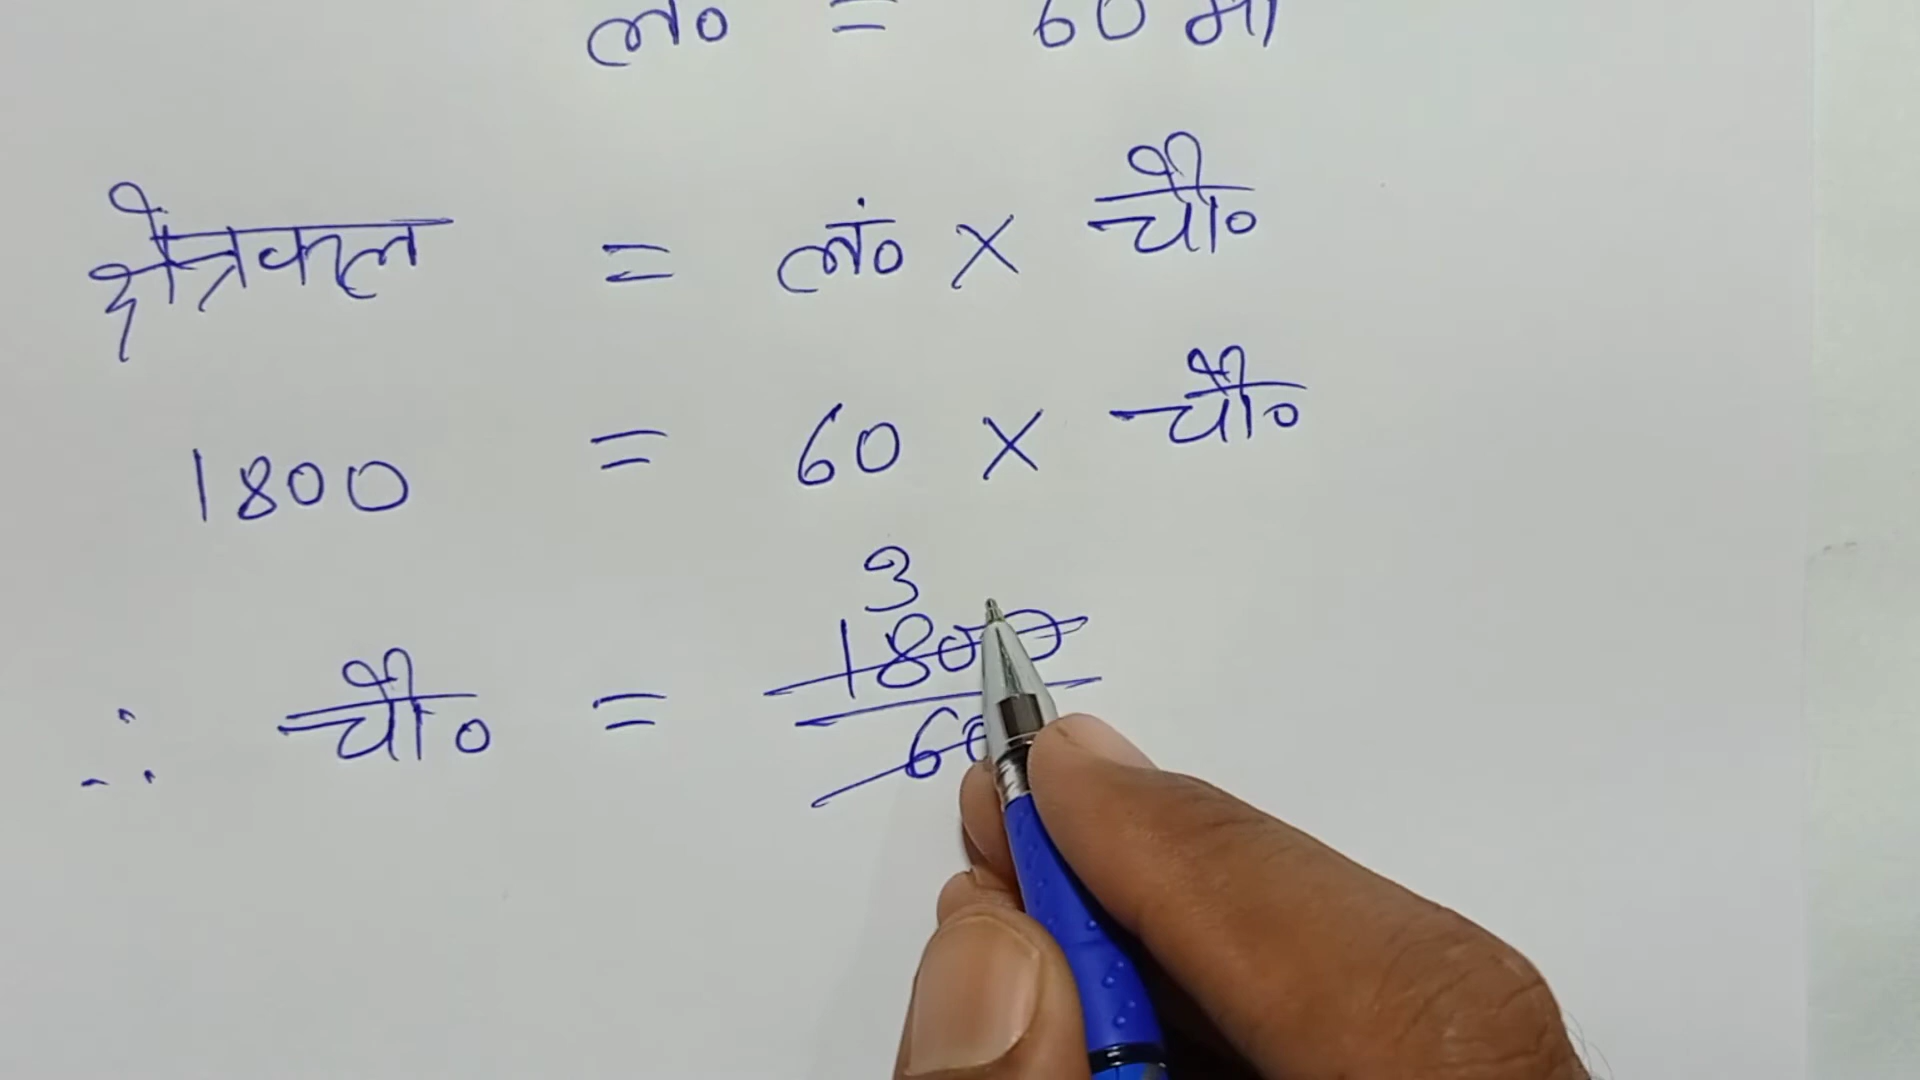 लं० = 60 मी
क्षेत्रफल = लं० × चौ०
1800 = 60 × चौ०
3
∴ चौ० = 1800
60